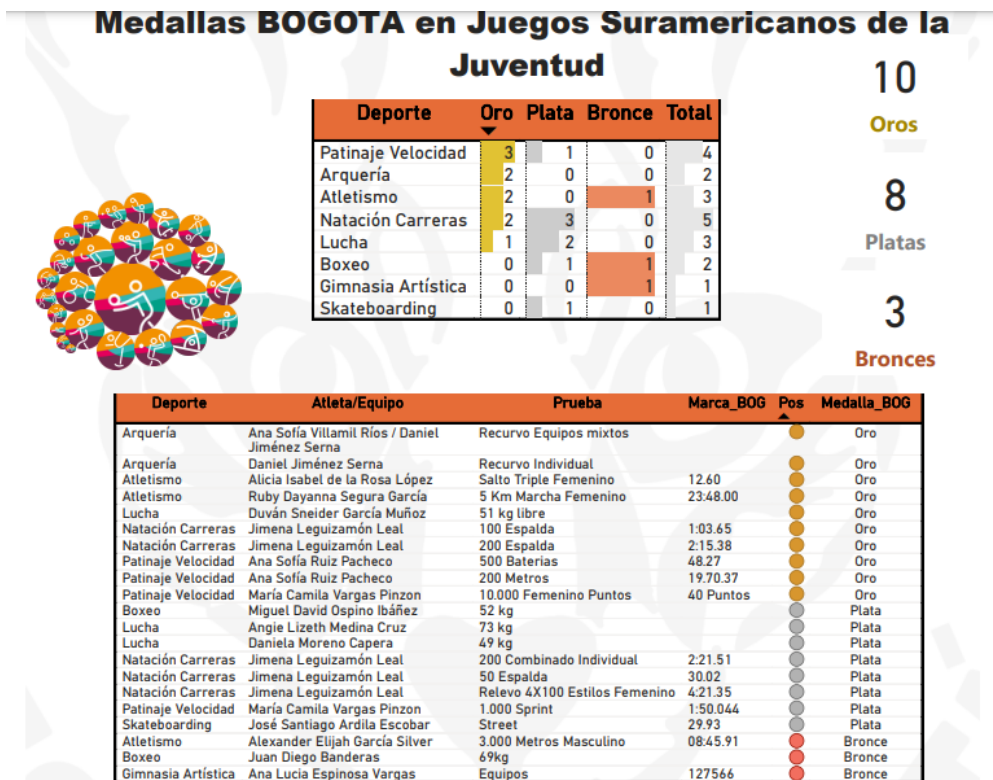 Medallas BOGOTA en Juegos Suramericanos de la
Juventud
10
Oros
8
Platas
3
Bronces
Deporte Oro Plata Bronce Total
Patinaje Velocidad 3 1 0 4
Arquería 2 0 0 2
Atletismo 2 0 1 3
Natación Carreras 2 3 0 5
Lucha 1 2 0 3
Boxeo 0 1 1 2
Gimnasia Artística 0 0 1 1
Skateboarding 0 1 0 1
Deporte Atleta/Equipo Prueba Marca_BOG Pos Medalla_BOG
Arquería Ana Sofía Villamil Ríos / Daniel Recurvo Equipos mixtos Oro
Jiménez Serna
Arquería Daniel Jiménez Serna Recurvo Individual Oro
Atletismo Alicia Isabel de la Rosa López Salto Triple Femenino 12.60 Oro
Atletismo Ruby Dayanna Segura García 5 Km Marcha Femenino 23:48.00 Oro
Lucha Duván Sneider García Muñoz 51 kg libre Oro
Natación Carreras Jimena Leguizamón Leal 100 Espalda 1:03.65 Oro
Natación Carreras Jimena Leguizamón Leal 200 Espalda 2:15.38 Oro
Patinaje Velocidad Ana Sofía Ruiz Pacheco 500 Baterias 48.27 Oro
Patinaje Velocidad Ana Sofía Ruiz Pacheco 200 Metros 19.70.37 Oro
Patinaje Velocidad María Camila Vargas Pinzon 10.000 Femenino Puntos 40 Puntos Oro
Boxeo Miguel David Ospino Ibáñez 52 kg Plata
Lucha Angie Lizeth Medina Cruz 73 kg Plata
Lucha Daniela Moreno Capera 49 kg Plata
Natación Carreras Jimena Leguizamón Leal 200 Combinado Individual 2:21.51 Plata
Natación Carreras Jimena Leguizamón Leal 50 Espalda 30.02 Plata
Natación Carreras Jimena Leguizamón Leal Relevo 4X100 Estilos Femenino 4:21.35 Plata
Patinaje Velocidad María Camila Vargas Pinzon 1.000 Sprint 1:50.044 Plata
Skateboarding José Santiago Ardila Escobar Street 29.93 Plata
Atletismo Alexander Elijah García Silver 3.000 Metros Masculino 08:45.91 Bronce
Boxeo Juan Diego Banderas 69kg Bronce
Gimnasia Artística Ana Lucia Espinosa Vargas Equipos 127566 Bronce